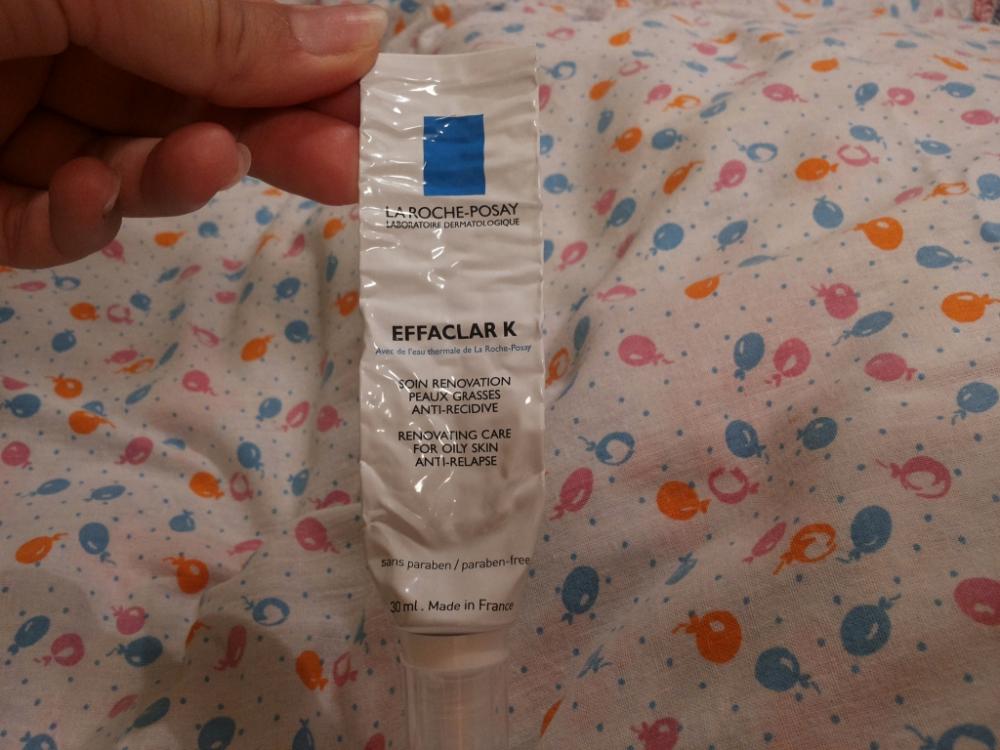 LA ROCHE-POSAY
LABORATOIRE DERMATOLOGIQUE
EFFACLAR K
Avec de l'eau thermale de La Roche-Posay
SOIN RENOVATION
PEAUX GRASSES
ANTI-RECIDIVE
RENOVATING CARE
FOR OILY SKIN
ANTI-RELAPSE
sans paraben / paraben-free
30 ml . Made in France